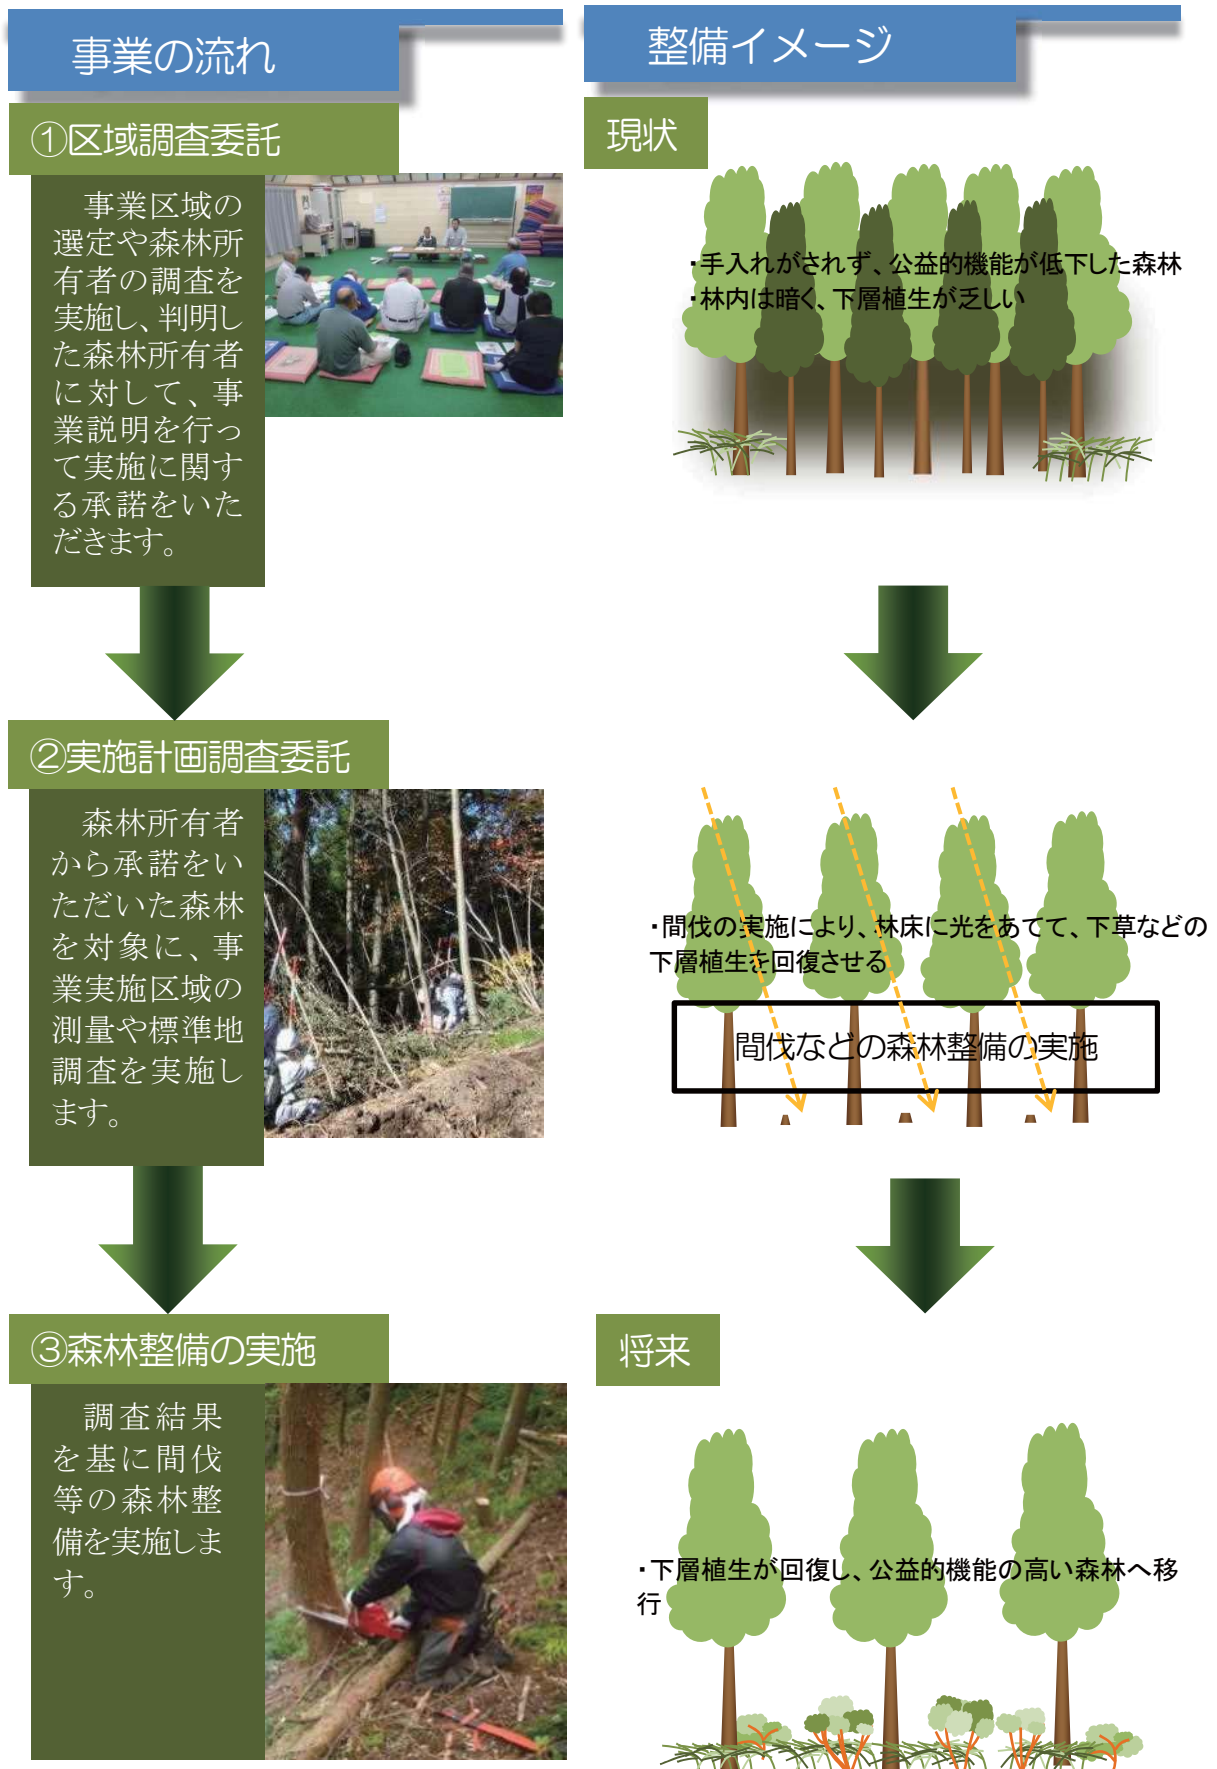 事業の流れ
①区域調査委託
事業区域の
選定や森林所
有者の調査を
実施し、判明し
た森林所有者
に対して、事
業説明を行っ
て実施に関す
る承諾をいた
だきます。
②実施計画調査委託
森林所有者
から承諾をい
ただいた森林
を対象に、事
業実施区域の
測量や標準地
調査を実施し
ます。
③森林整備の実施
調査結果
を基に間伐
等の森林整
備を実施しま
す。
整備イメージ
現状
・手入れがされず、公益的機能が低下した森林
・林内は暗く、下層植生が乏しい
・間伐の実施により、林床に光をあてて、下草などの
下層植生を回復させる
間伐などの森林整備の実施
将来
・下層植生が回復し、公益的機能の高い森林へ移
行